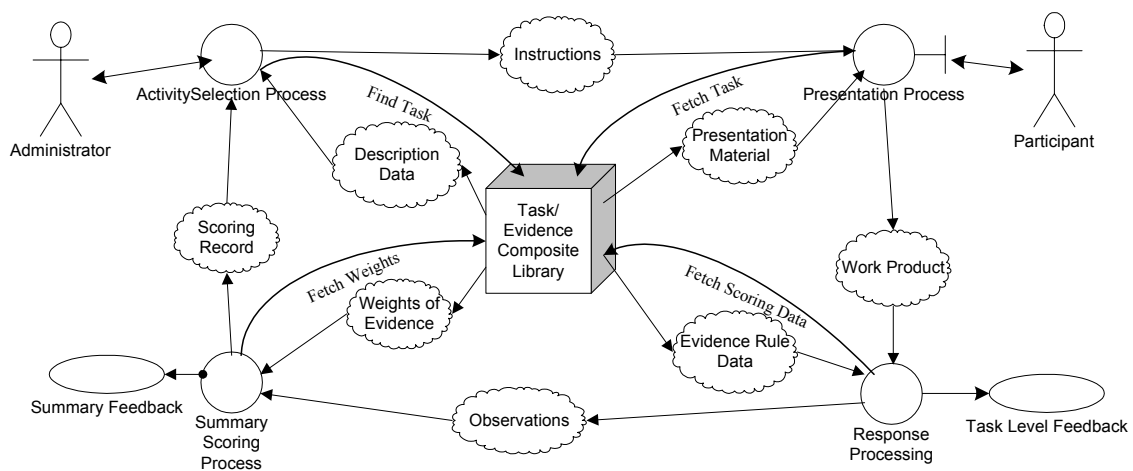 Instructions
ActivitySelection Process
Presentation Process
Administrator
Participant
Find Task
Fetch Task
Description
Data
Presentation
Material
Task/
Evidence
Composite
Library
Scoring
Record
Work Product
Fetch Weights
Fetch Scoring Data
Weights of
Evidence
Evidence Rule
Data
Summary Feedback
Summary
Scoring
Process
Observations
Response
Processing
Task Level Feedback